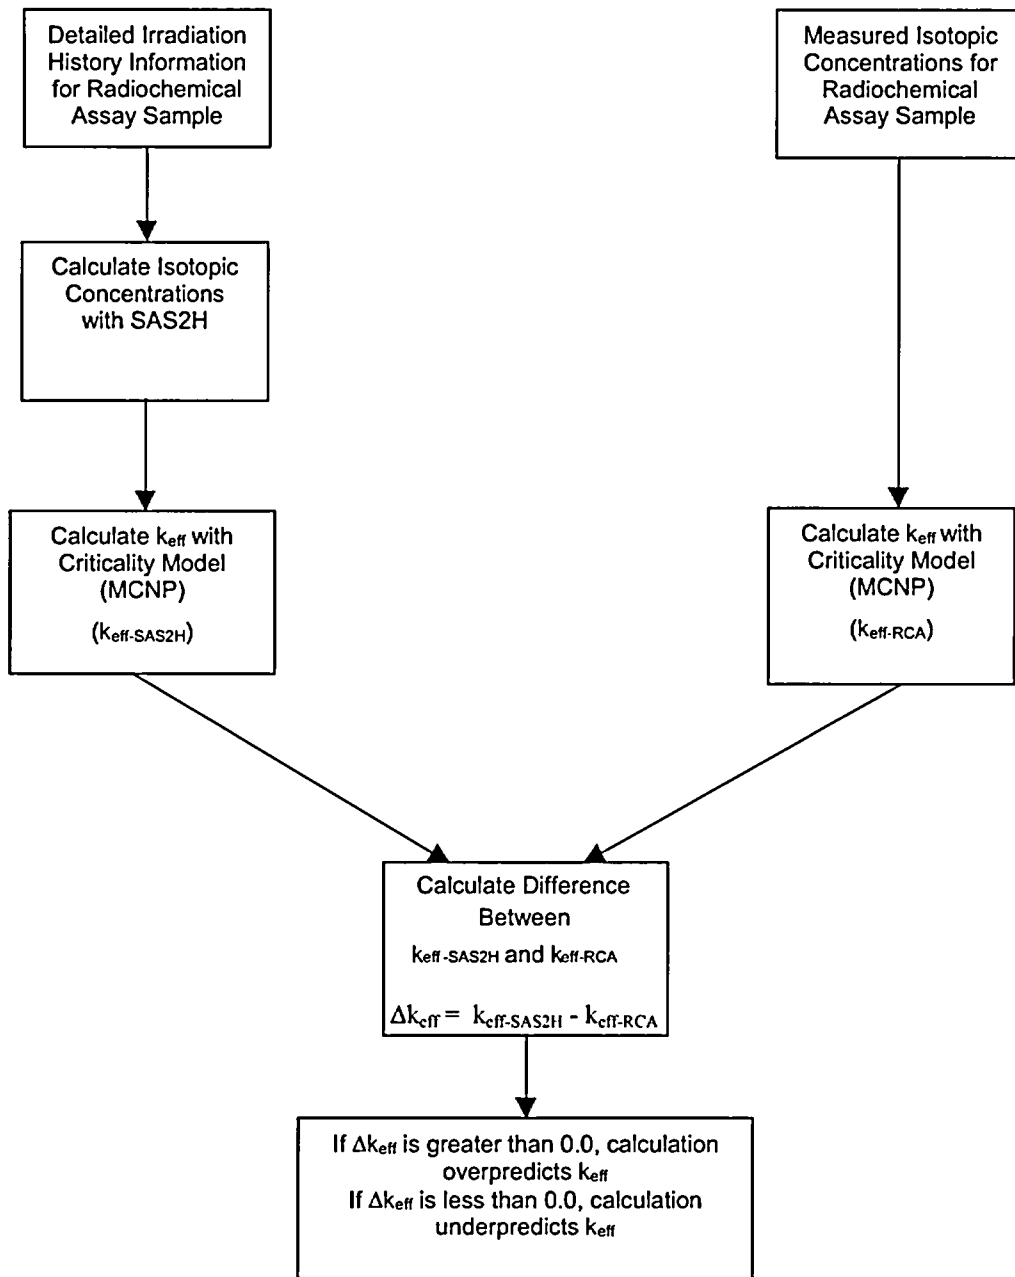 Detailed Irradiation
History Information
for Radiochemical
Assay Sample
Measured Isotopic
Concentrations for
Radiochemical
Assay Sample
Calculate Isotopic
Concentrations
with SAS2H
Calculate keff with
Criticality Model
(MCNP)
(keff-SAS2H)
Calculate keff with
Criticality Model
(MCNP)
(keff-RCA)
Calculate Difference
Between
keff-SAS2H and keff-RCA
Δkeff = keff-SAS2H - keff-RCA
If Δkeff is greater than 0.0, calculation
overpredicts keff
If Δkeff is less than 0.0, calculation
underpredicts keff